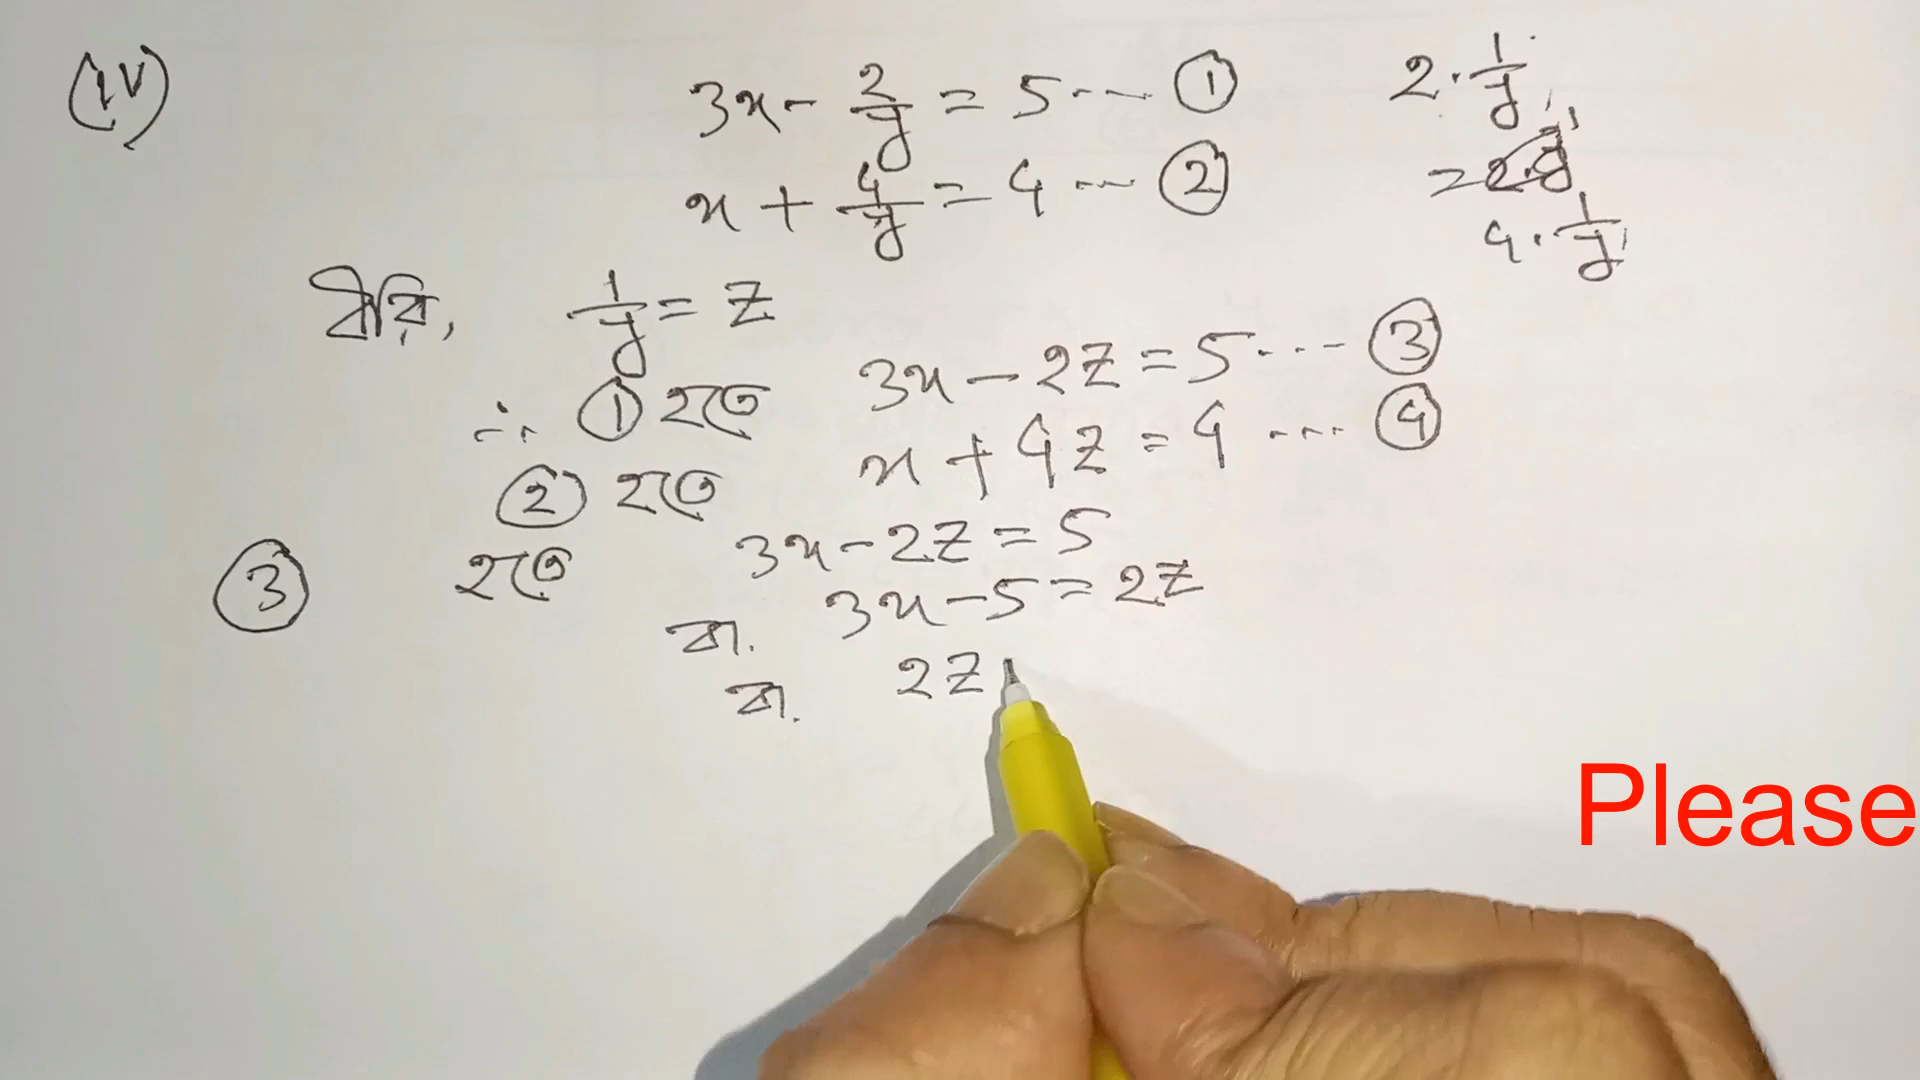 (iv)
3x - 2/y = 5 ... ①
x + 4/y = 4 ... ②
2 · 1/y
=
4 · 1/y
ধরি, 1/y = z
∴ ① হতে 3x - 2z = 5 ... ③
② হতে x + 4z = 4 ... ④
③ হতে 3x - 2z = 5
বা. 3x - 5 = 2z
বা. 2z
Please